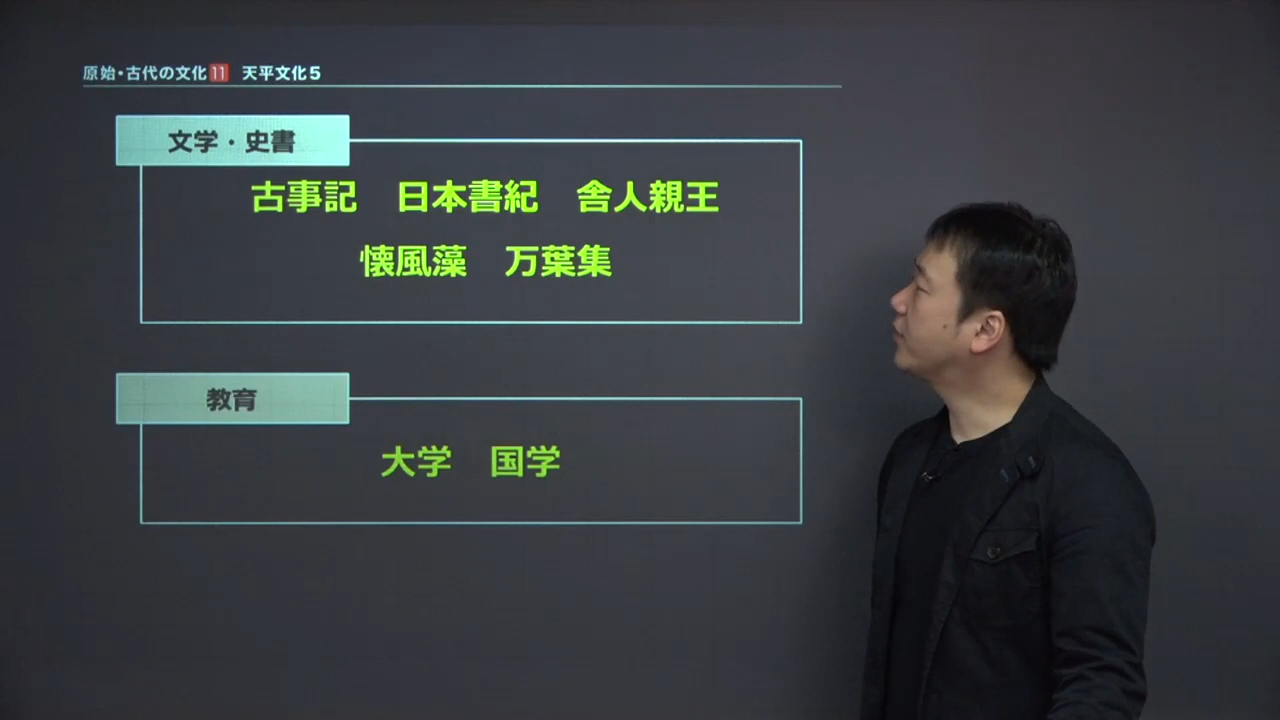 原始・古代の文化 11 天平文化 5
文学・史書
古事記 日本書紀 舎人親王
懐風藻 万葉集
教育
大学 国学